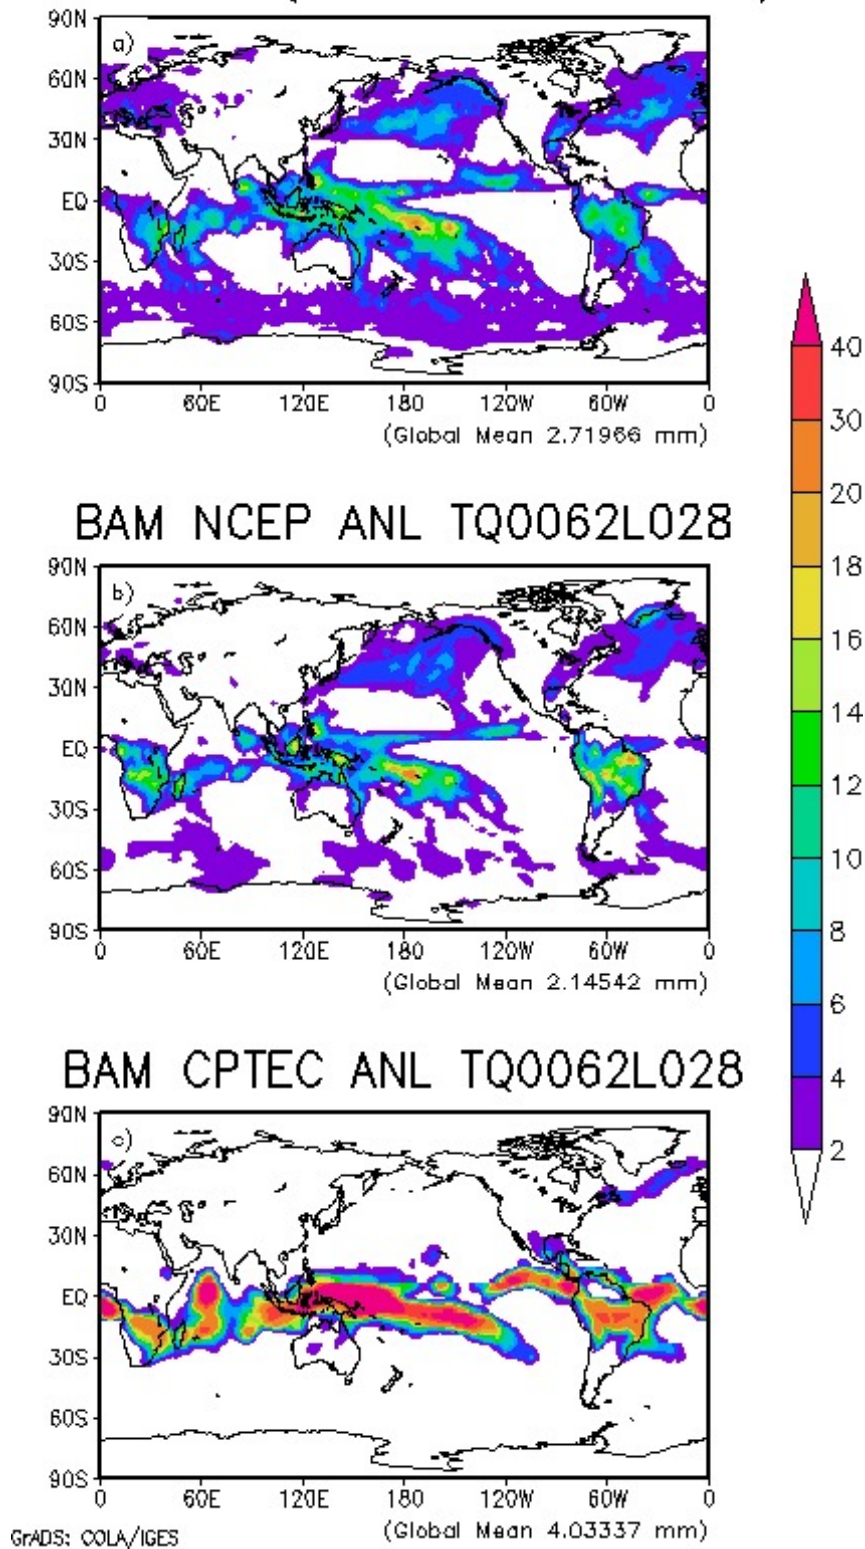 90N
a)
60N
30N
EQ
30S
60S
90S
0 60E 120E 180 120W 60W 0
(Global Mean 2.71966 mm)
BAM NCEP ANL TQ0062L028
90N
b)
60N
30N
EQ
30S
60S
90S
0 60E 120E 180 120W 60W 0
(Global Mean 2.14542 mm)
BAM CPTEC ANL TQ0062L028
90N
c)
60N
30N
EQ
30S
60S
90S
0 60E 120E 180 120W 60W 0
(Global Mean 4.03337 mm)
GrADS: COLA/IGES
40
30
20
18
16
14
12
10
8
6
4
2